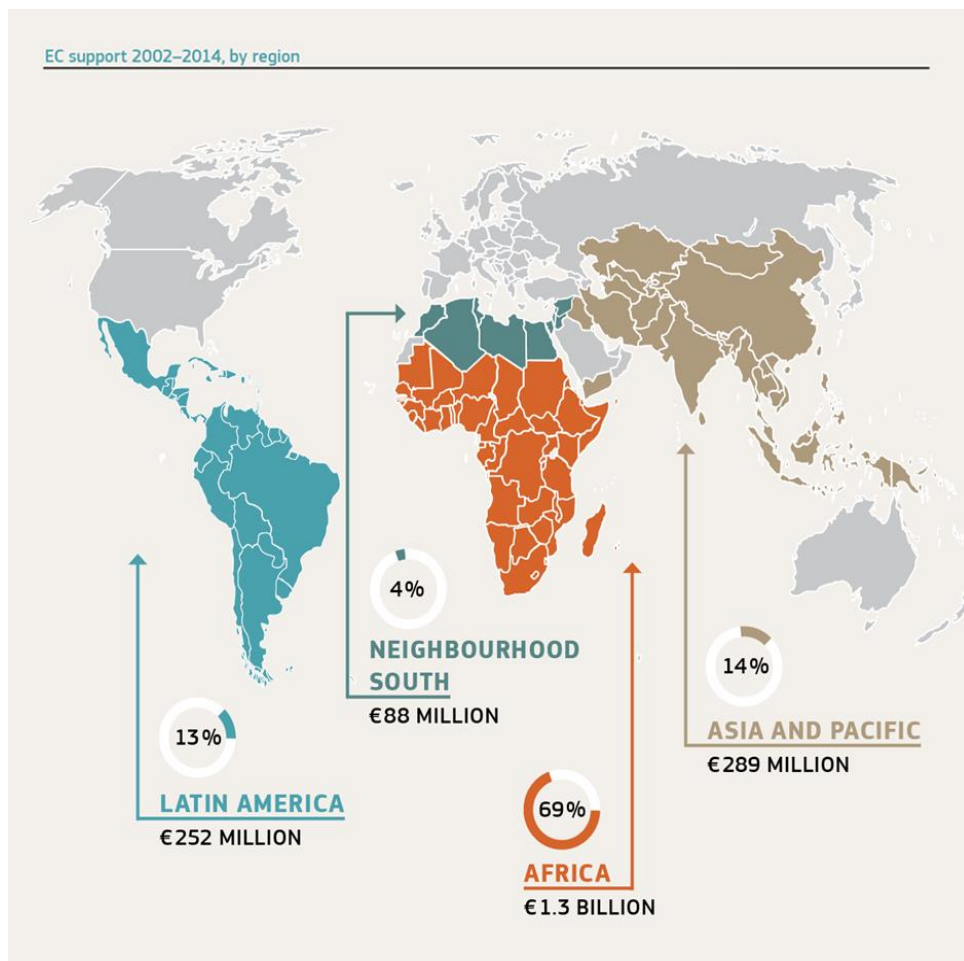 EC support 2002–2014, by region
4%
NEIGHBOURHOOD
SOUTH
€88 MILLION
14%
ASIA AND PACIFIC
€289 MILLION
13%
LATIN AMERICA
€252 MILLION
69%
AFRICA
€1.3 BILLION